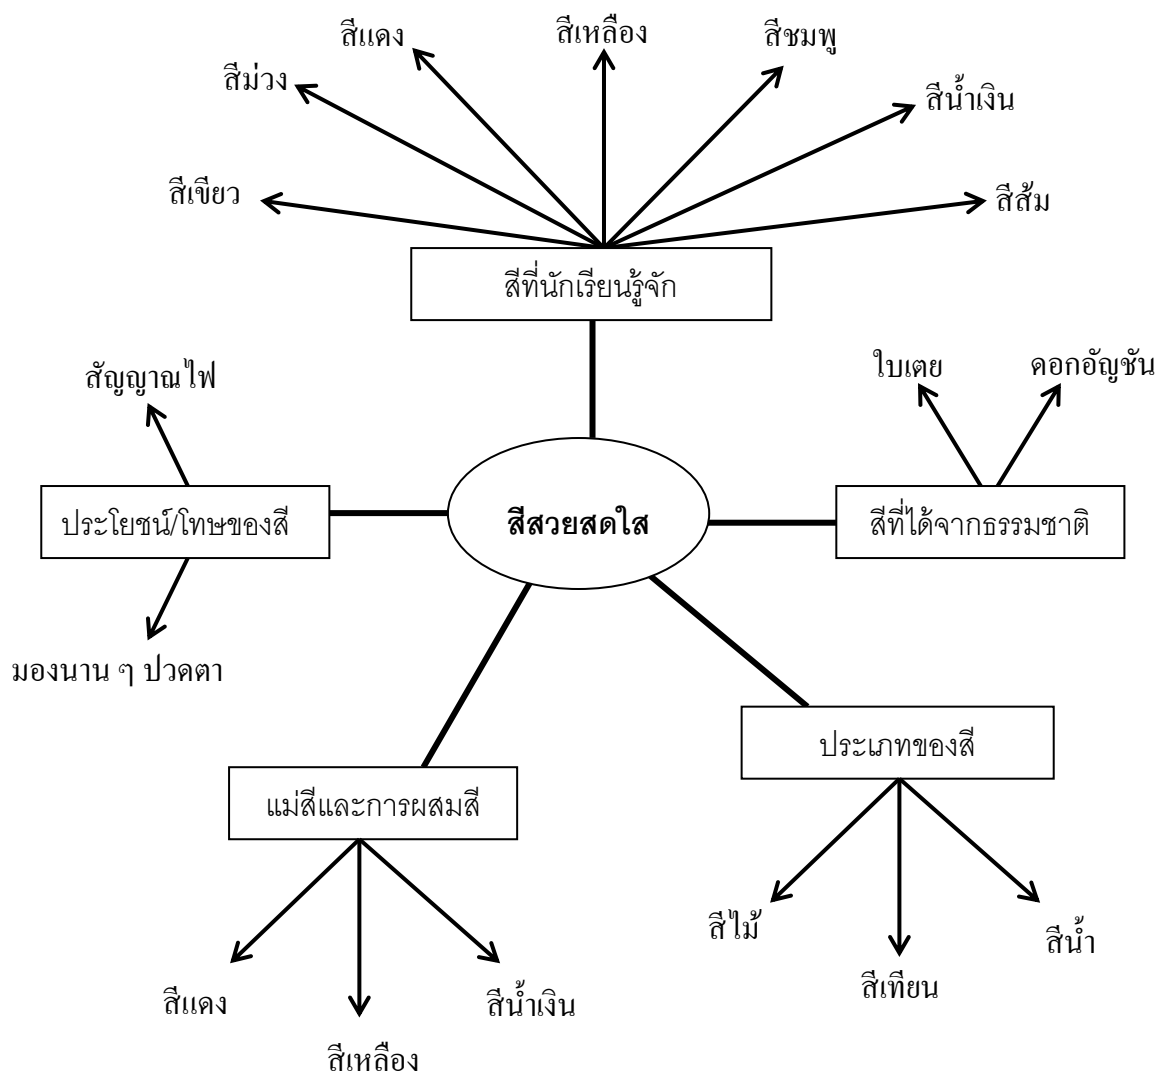 สีแดง
สีเหลือง
สีชมพู
สีม่วง
สีน้ำเงิน
สีเขียว
สีส้ม
สีที่นักเรียนรู้จัก
สัญญาณไฟ
ใบเตย
ดอกอัญชัน
ประโยชน์/โทษของสี
สีสวยสดใส
สีที่ได้จากธรรมชาติ
มองนาน ๆ ปวดตา
ประเภทของสี
แม่สีและการผสมสี
สีไม้
สีน้ำ
สีเทียน
สีแดง
สีน้ำเงิน
สีเหลือง